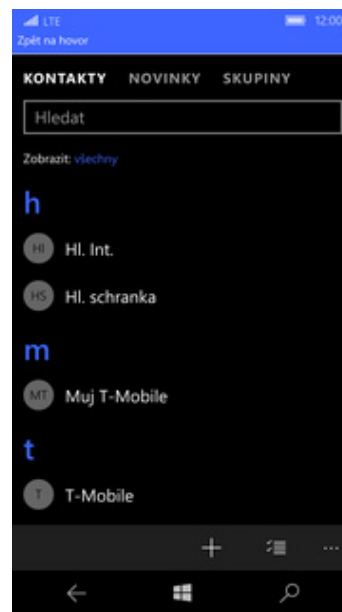 LTE 12:00
Zpět na hovor
KONTAKTY NOVINKY SKUPINY
Hledat
Zobrazit: všechny
h
HI Hl. Int.
HS Hl. schranka
m
MT Muj T-Mobile
t
T T-Mobile